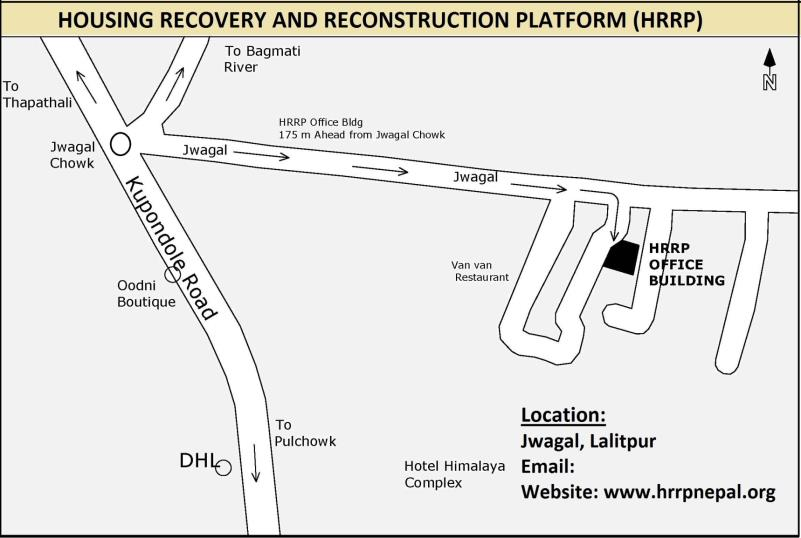 HOUSING RECOVERY AND RECONSTRUCTION PLATFORM (HRRP)
To Bagmati
River
N
To
Thapathali
HRRP Office Bldg
175 m Ahead from Jwagal Chowk
Jwagal
Chowk
Jwagal
Jwagal
Kupondole Road
HRRP
OFFICE
BUILDING
Van van
Restaurant
Oodni
Boutique
To
Pulchowk
DHL
Hotel Himalaya
Complex
Location:
Jwagal, Lalitpur
Email:
Website: www.hrrpnepal.org